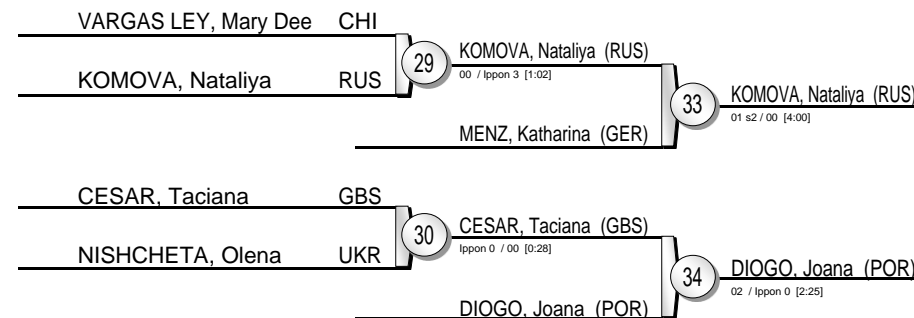 VARGAS LEY, Mary Dee CHI
KOMOVA, Nataliya RUS
29
KOMOVA, Nataliya (RUS)
00 / Ippon 3 [1:02]
MENZ, Katharina (GER)
33
KOMOVA, Nataliya (RUS)
01 s2 / 00 [4:00]
CESAR, Taciana GBS
NISHCHETA, Olena UKR
30
CESAR, Taciana (GBS)
Ippon 0 / 00 [0:28]
DIOGO, Joana (POR)
34
DIOGO, Joana (POR)
02 / Ippon 0 [2:25]